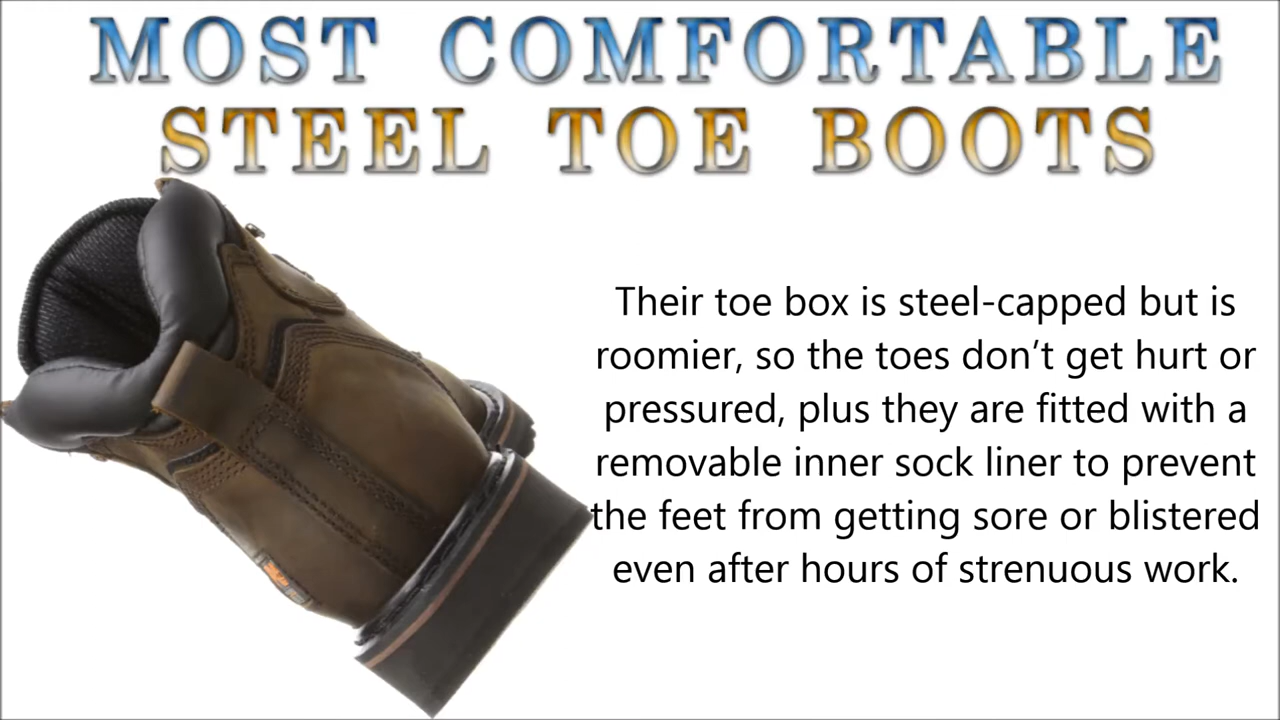 MOST COMFORTABLE
STEEL TOE BOOTS
Their toe box is steel-capped but is
roomier, so the toes don’t get hurt or
pressured, plus they are fitted with a
removable inner sock liner to prevent
the feet from getting sore or blistered
even after hours of strenuous work.